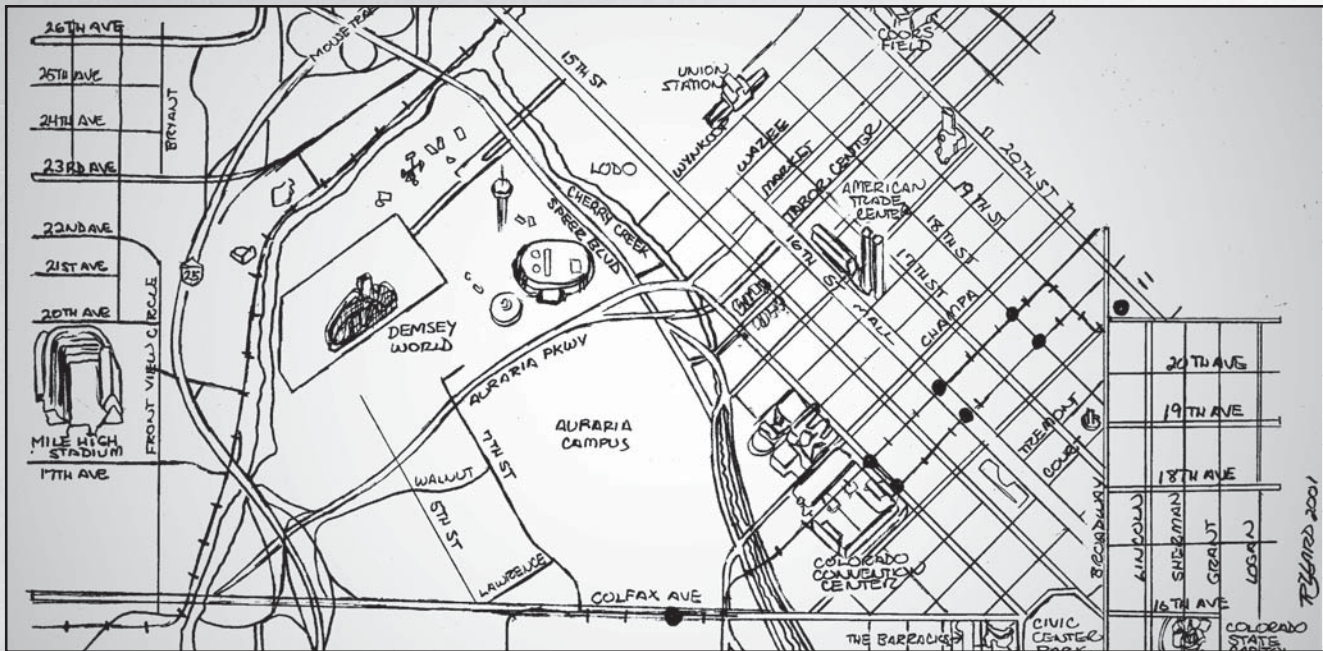 26TH AVE
25TH AVE
24TH AVE
23RD AVE
BRYANT
22ND AVE
21ST AVE
20TH AVE
FRONT VIEW CIRCLE
MILE HIGH
STADIUM
17TH AVE
25
15TH ST
UNION
STATION
COORS
FIELD
WYNKOOP
WAZEE
MARKET
TABOR CENTER
LODO
CHERRY CREEK
SPEER BLVD
AMERICAN
TRADE
CENTER
20TH ST
19TH ST
18TH ST
17TH ST
16TH ST MALL
CHAMPA
DEMSEY
WORLD
AURARIA PKWY
AURARIA
CAMPUS
7TH ST
WALNUT
5TH ST
LAWRENCE
COLFAX AVE
COLORADO
CONVENTION
CENTER
TREMONT
COURT
BROADWAY
LINCOLN
SHERMAN
GRANT
LOGAN
20TH AVE
19TH AVE
18TH AVE
16TH AVE
THE BARRACKS
CIVIC
CENTER
PARK
COLORADO
STATE
2001